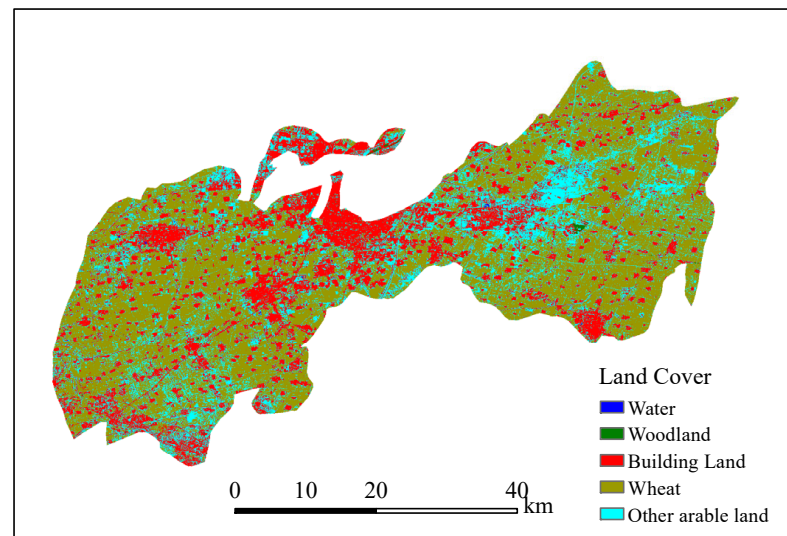 Land Cover
Water
Woodland
Building Land
Wheat
Other arable land
0 10 20 40
km